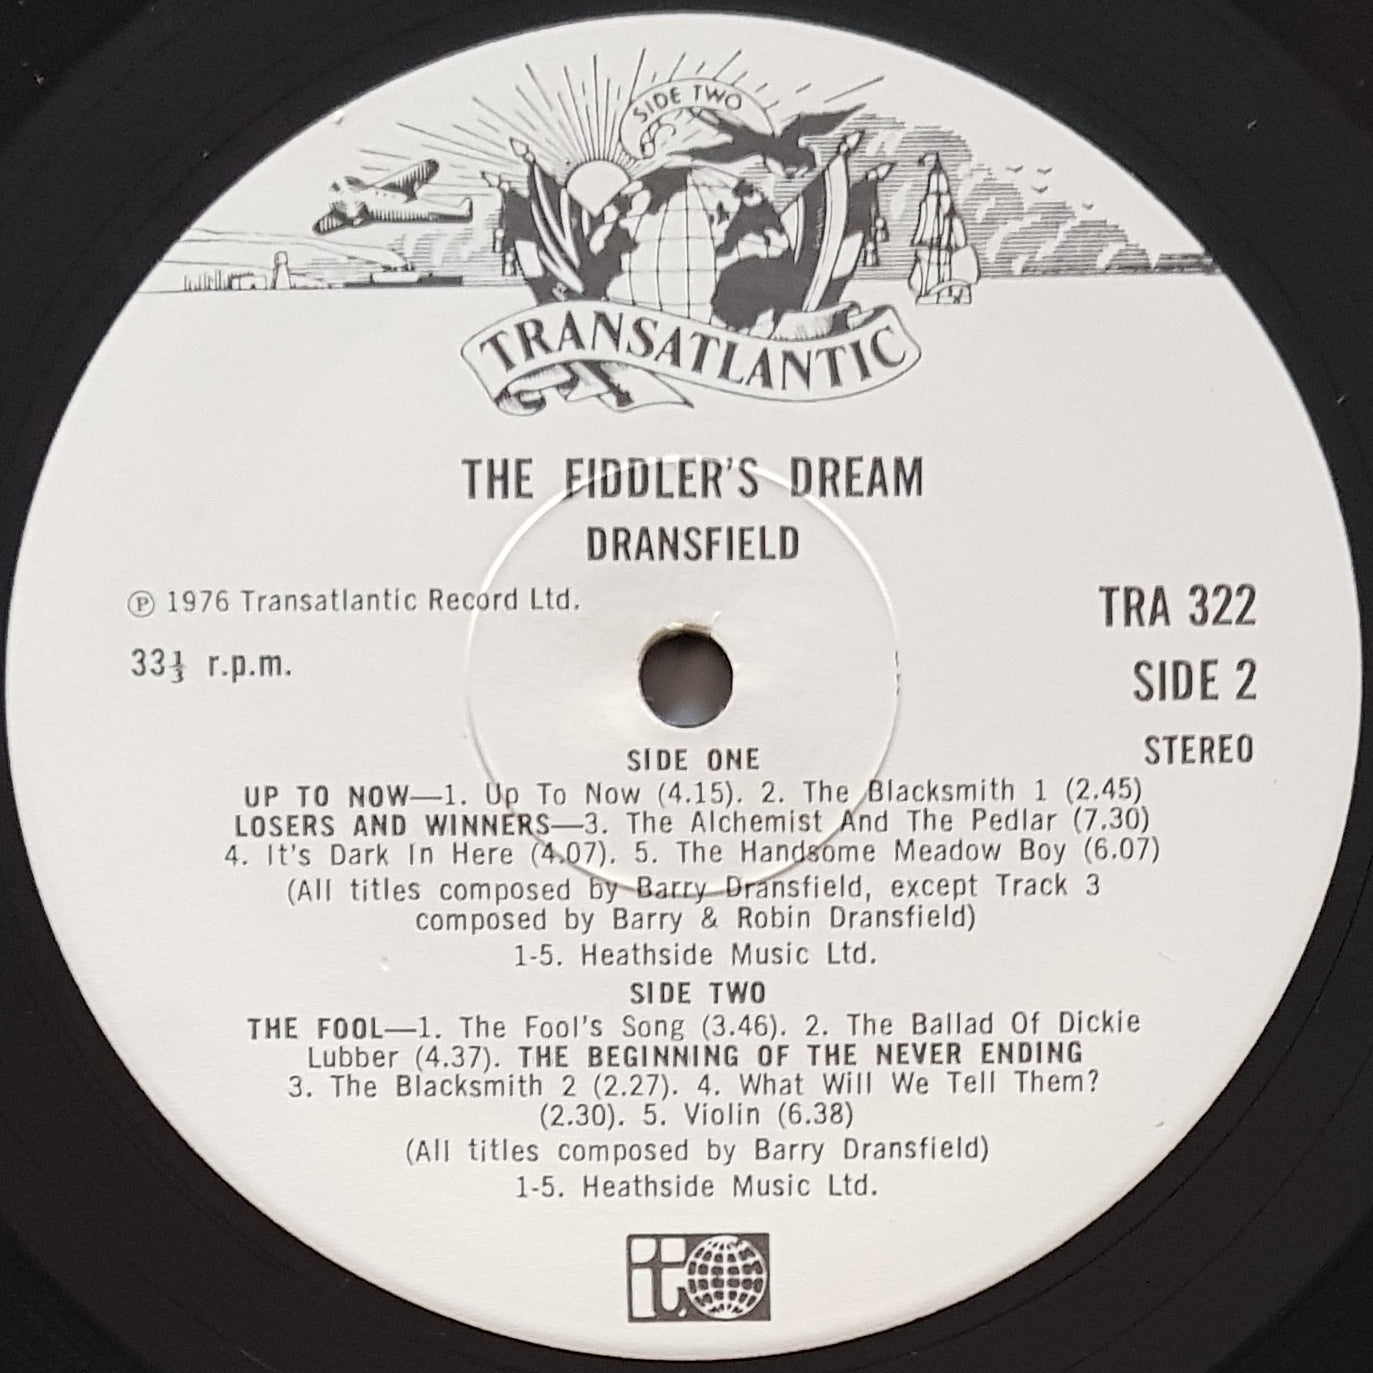 SIDE TWO
TRANSATLANTIC
THE FIDDLER'S DREAM
DRANSFIELD
℗ 1976 Transatlantic Record Ltd.
TRA 322
33⅓ r.p.m.
SIDE 2
STEREO
SIDE ONE
UP TO NOW—1. Up To Now (4.15). 2. The Blacksmith 1 (2.45)
LOSERS AND WINNERS—3. The Alchemist And The Pedlar (7.30)
4. It's Dark In Here (4.07). 5. The Handsome Meadow Boy (6.07)
(All titles composed by Barry Dransfield, except Track 3
composed by Barry & Robin Dransfield)
1-5. Heathside Music Ltd.
SIDE TWO
THE FOOL—1. The Fool's Song (3.46). 2. The Ballad Of Dickie
Lubber (4.37). THE BEGINNING OF THE NEVER ENDING
3. The Blacksmith 2 (2.27). 4. What Will We Tell Them?
(2.30). 5. Violin (6.38)
(All titles composed by Barry Dransfield)
1-5. Heathside Music Ltd.
t